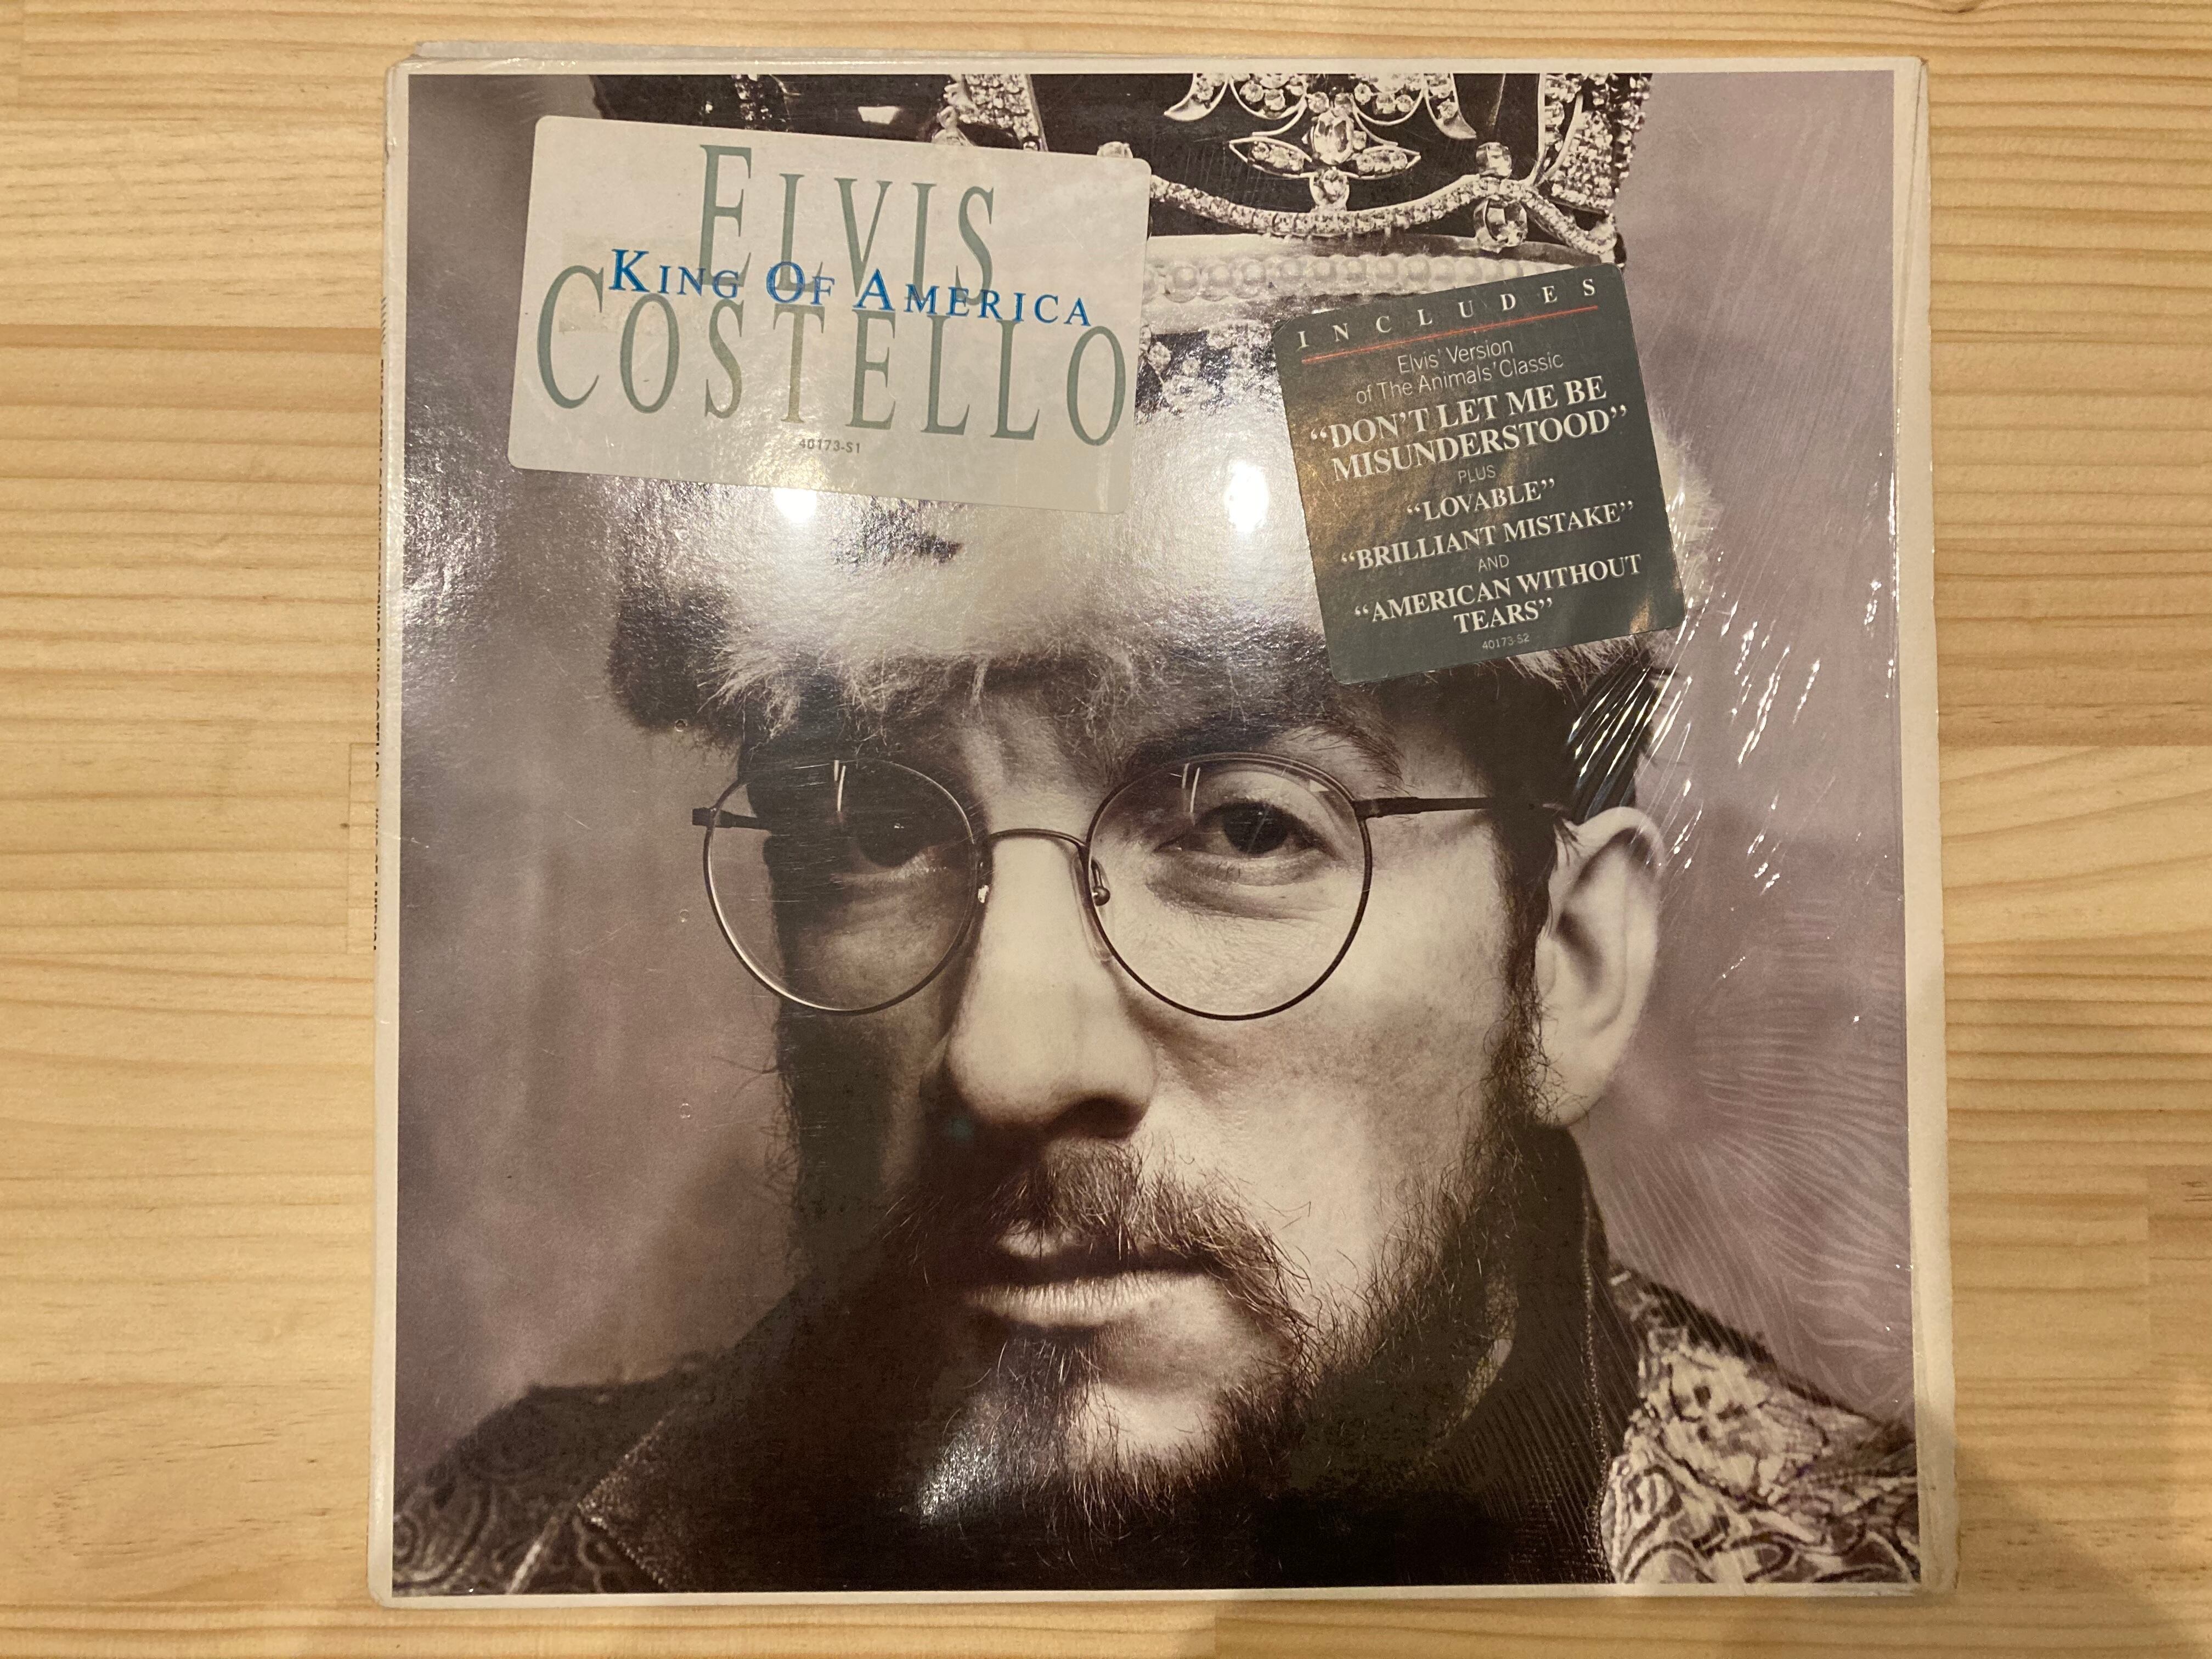 ELVIS
KING OF AMERICA
COSTELLO
40173-S1
INCLUDES
Elvis' Version
of The Animals' Classic
"DON'T LET ME BE
MISUNDERSTOOD"
PLUS
"LOVABLE"
"BRILLIANT MISTAKE"
AND
"AMERICAN WITHOUT
TEARS"
40173-S2